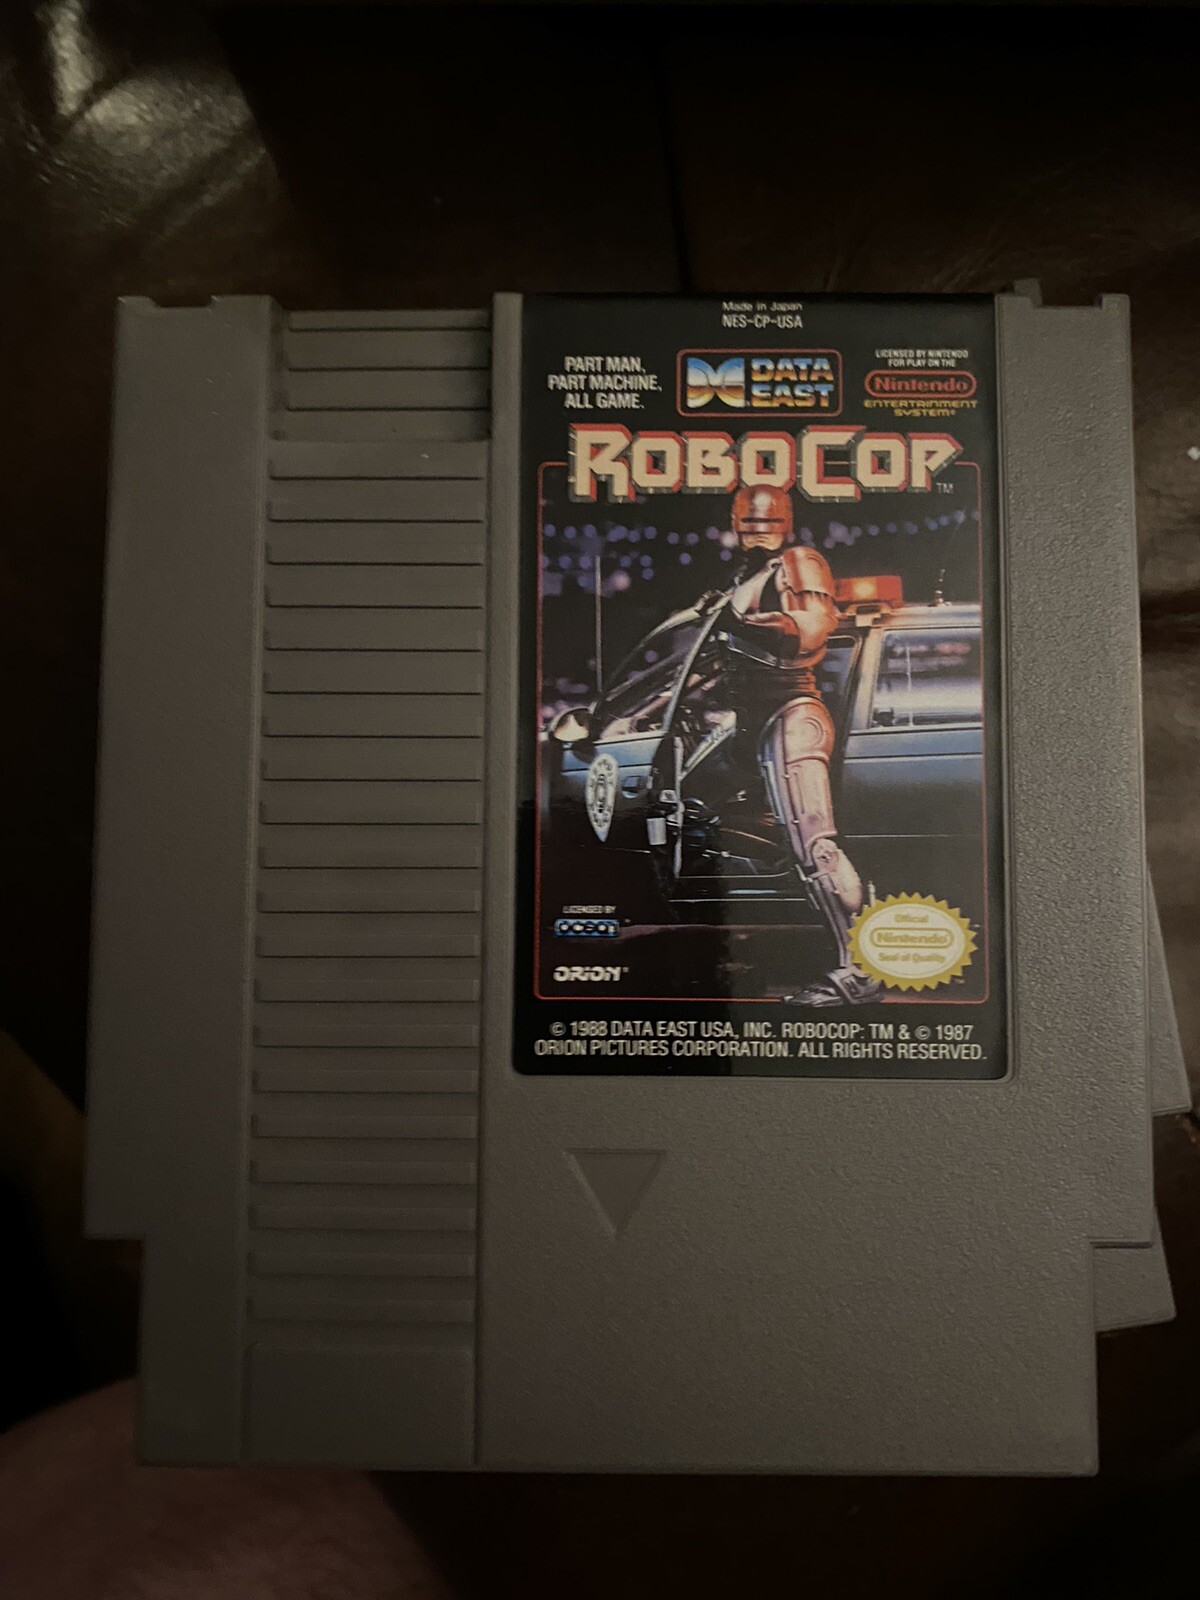 Made in Japan
NES-CP-USA
PART MAN,
PART MACHINE,
ALL GAME.
DATA
EAST
LICENSED BY NINTENDO
FOR PLAY ON THE
Nintendo
ENTERTAINMENT
SYSTEM®
ROBOCOP
TM
LICENSED BY
ocean
ORION®
Official
Nintendo
Seal of Quality
© 1988 DATA EAST USA, INC. ROBOCOP: TM & © 1987
ORION PICTURES CORPORATION. ALL RIGHTS RESERVED.